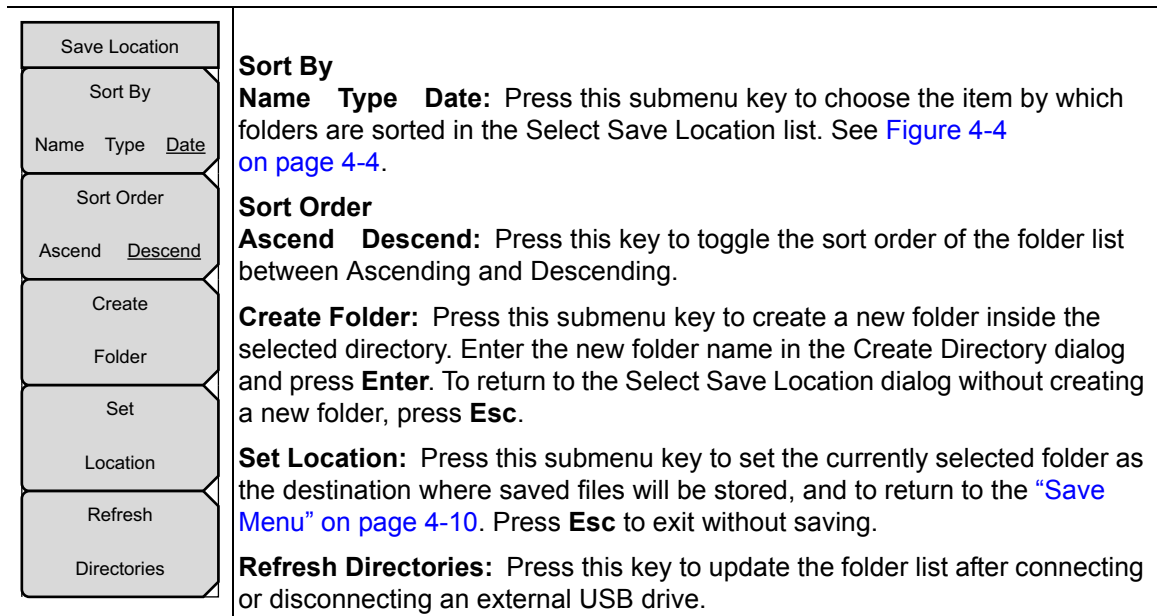 Save Location
Sort By
Name Type Date
Sort Order
Ascend Descend
Create
Folder
Set
Location
Refresh
Directories
Sort By
Name Type Date: Press this submenu key to choose the item by which
folders are sorted in the Select Save Location list. See Figure 4-4
on page 4-4.
Sort Order
Ascend Descend: Press this key to toggle the sort order of the folder list
between Ascending and Descending.
Create Folder: Press this submenu key to create a new folder inside the
selected directory. Enter the new folder name in the Create Directory dialog
and press Enter. To return to the Select Save Location dialog without creating
a new folder, press Esc.
Set Location: Press this submenu key to set the currently selected folder as
the destination where saved files will be stored, and to return to the “Save
Menu” on page 4-10. Press Esc to exit without saving.
Refresh Directories: Press this key to update the folder list after connecting
or disconnecting an external USB drive.